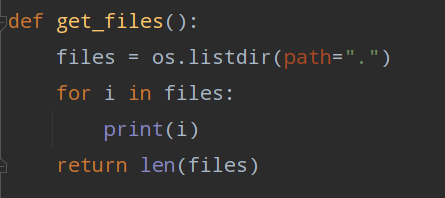 def get_files():
    files = os.listdir(path=".")
    for i in files:
        print(i)
    return len(files)